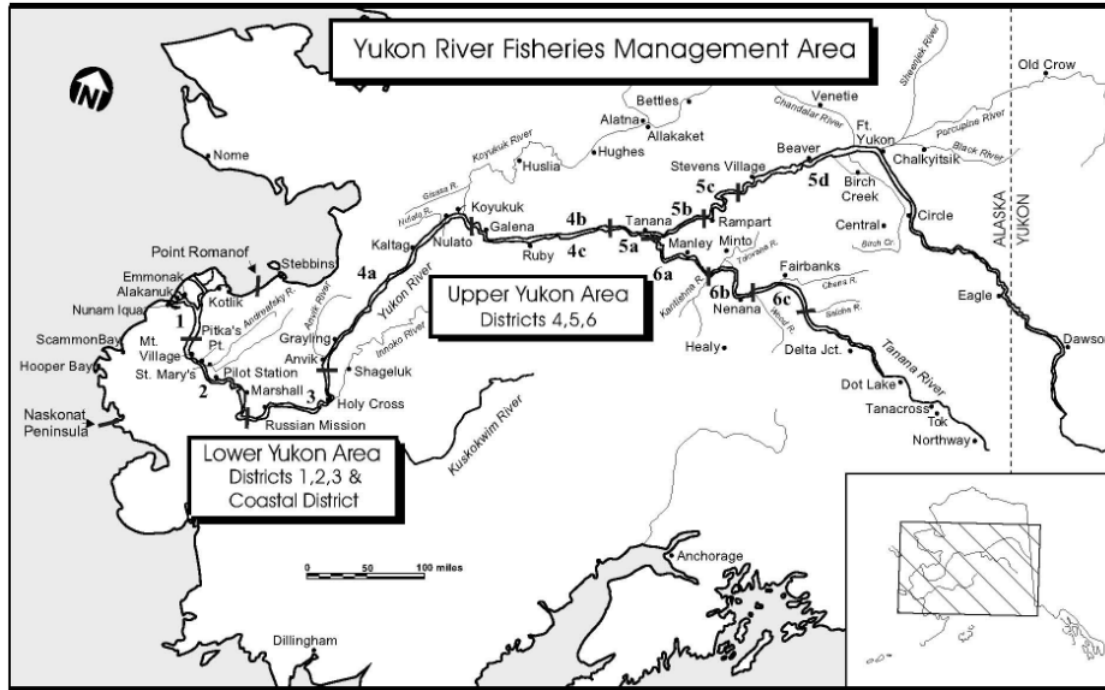 Yukon River Fisheries Management Area
N
Nome
Bettles
Alatna
Allakaket
Hughes
Huslia
Koyukuk River
Venetie
Chandalar River
Sheenjek River
Old Crow
Ft.
Yukon
Porcupine River
Black River
Chalkyitsik
Beaver
Stevens Village
5d
Birch
Creek
Central
Birch Cr.
Circle
ALASKA
YUKON
Eagle
Dawson
Gisasa R.
Nulato R.
Koyukuk
Nulato
Galena
Kaltag
4a
4b
4c
Ruby
Tanana
5a
5b
5c
Rampart
Manley
Minto
Tolovana R.
6a
6b
6c
Kantishna R.
Nenana
Wood R.
Fairbanks
Chena R.
Salcha R.
Healy
Delta Jct.
Tanana River
Dot Lake
Tanacross
Tok
Northway
Point Romanof
Stebbins
Emmonak
Alakanuk
Kotlik
Nunam Iqua
1
Andreafsky R.
Anvik River
Yukon River
Innoko River
Scammon Bay
Hooper Bay
Mt.
Village
Pitka's
Pt.
St. Mary's
Pilot Station
2
Marshall
Grayling
Anvik
Shageluk
3
Holy Cross
Russian Mission
Naskonat
Peninsula
Kuskokwim River
Upper Yukon Area
Districts 4,5,6
Lower Yukon Area
Districts 1,2,3 &
Coastal District
0 50 100 miles
Anchorage
Dillingham